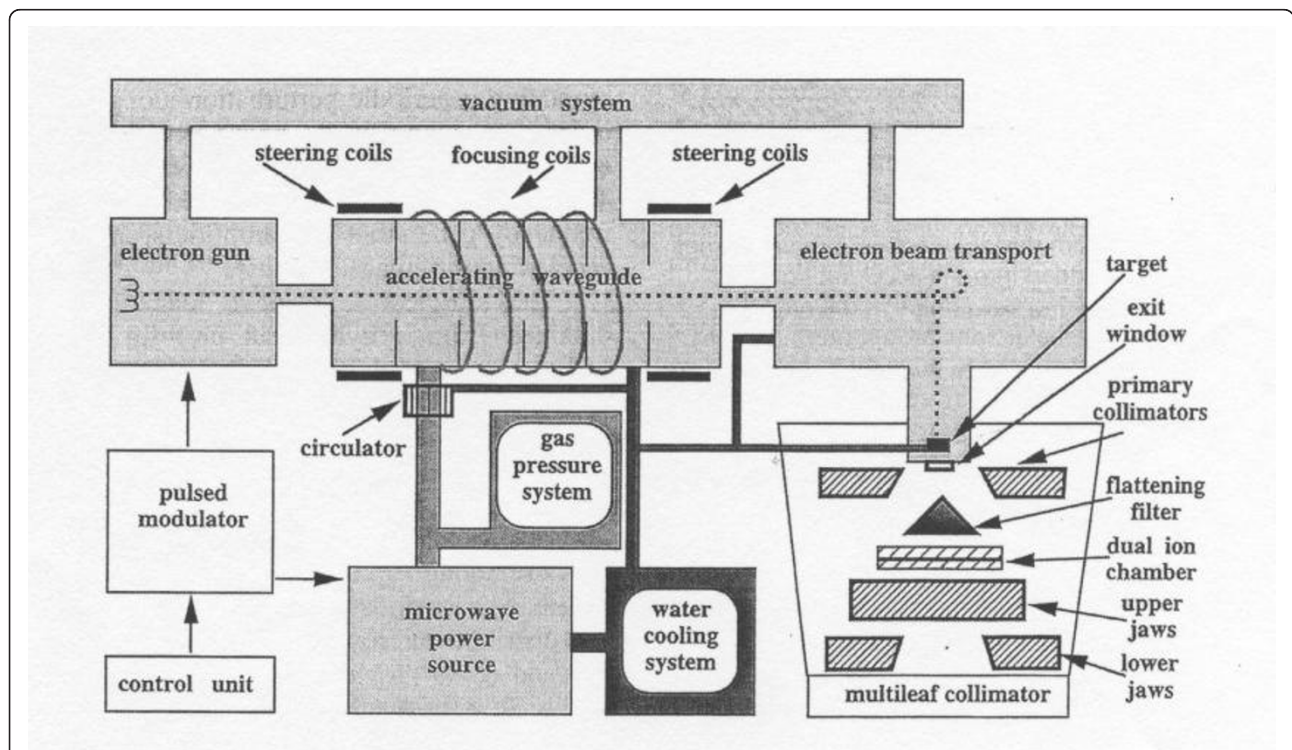 vacuum system
steering coils
focusing coils
steering coils
electron gun
accelerating waveguide
electron beam transport
target
exit
window
primary
collimators
circulator
gas
pressure
system
flattening
filter
pulsed
modulator
dual ion
chamber
microwave
power
source
water
cooling
system
upper
jaws
control unit
lower
jaws
multileaf collimator